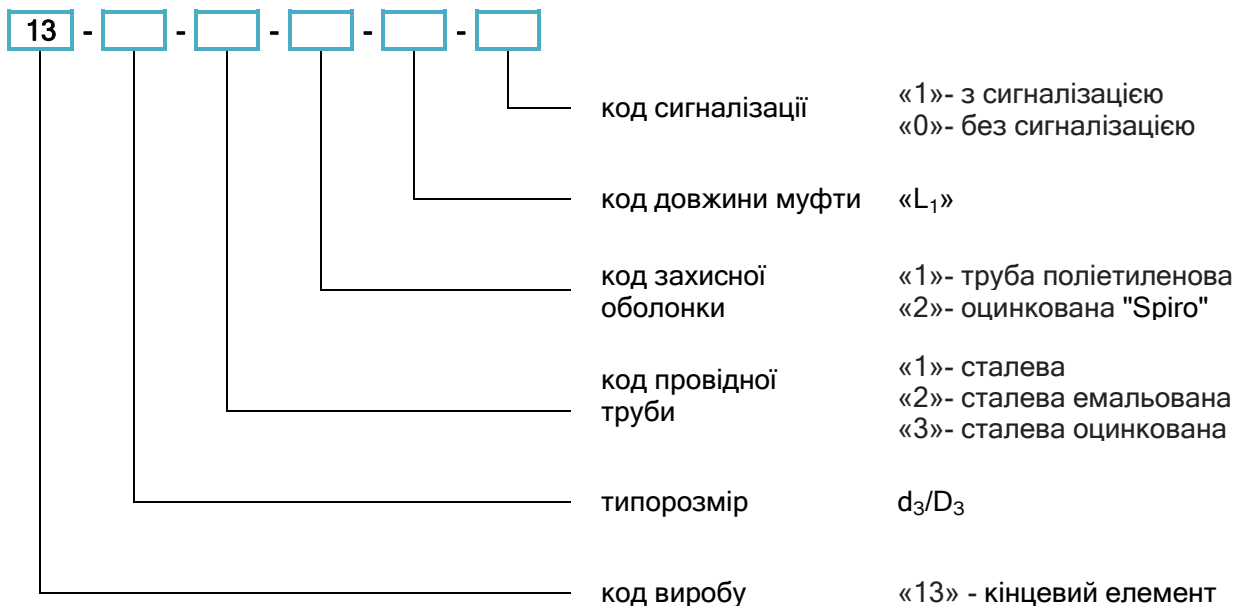 13 - - - - -
код сигналізації «1»- з сигналізацією
«0»- без сигналізацією
код довжини муфти «L₁»
код захисної
оболонки
«1»- труба поліетиленова
«2»- оцинкована "Spiro"
код провідної
труби
«1»- сталева
«2»- сталева емальована
«3»- сталева оцинкована
типорозмір d₃/D₃
код виробу «13» - кінцевий елемент